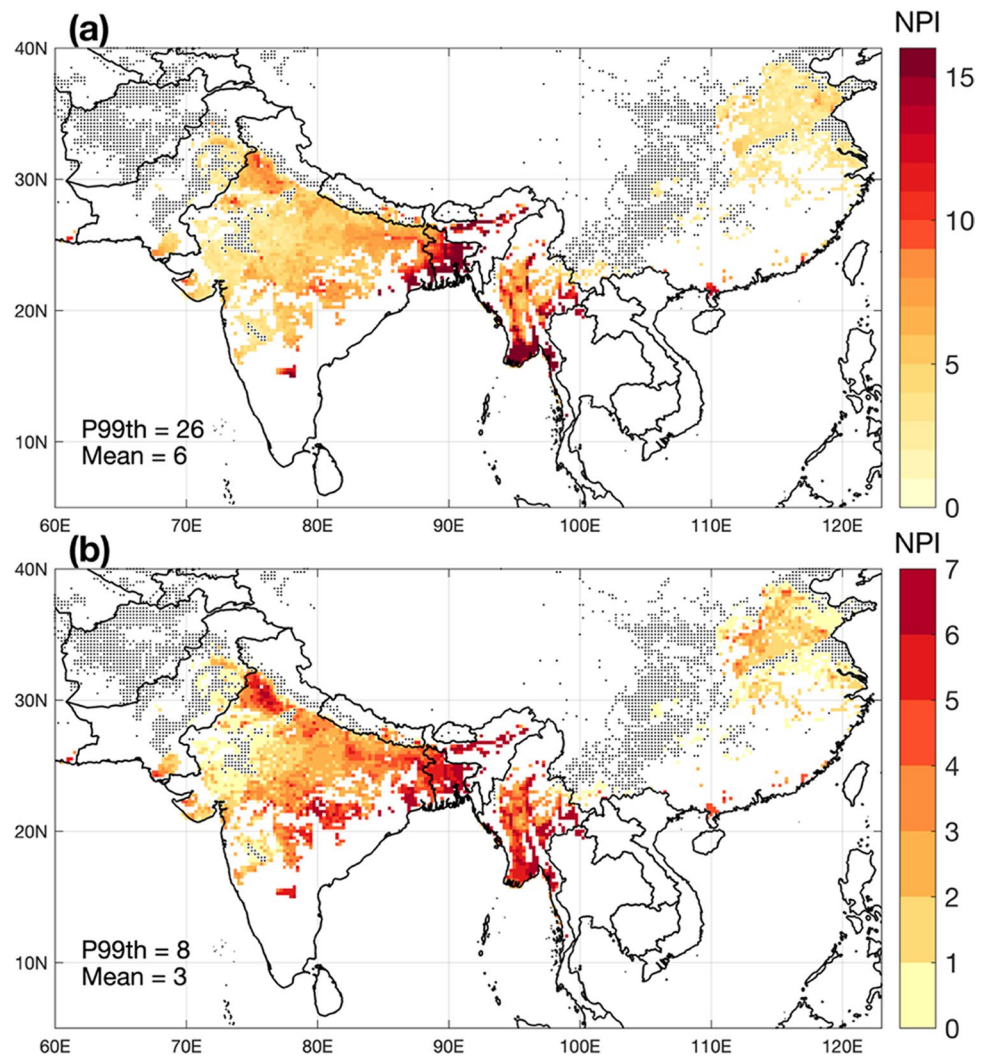 (a)
NPI
40N
15
30N
10
20N
5
P99th = 26
10N
Mean = 6
0
60E 70E 80E 90E 100E 110E 120E
(b)
NPI
40N
7
6
30N
5
4
20N
3
2
P99th = 8
10N
Mean = 3
1
0
60E 70E 80E 90E 100E 110E 120E